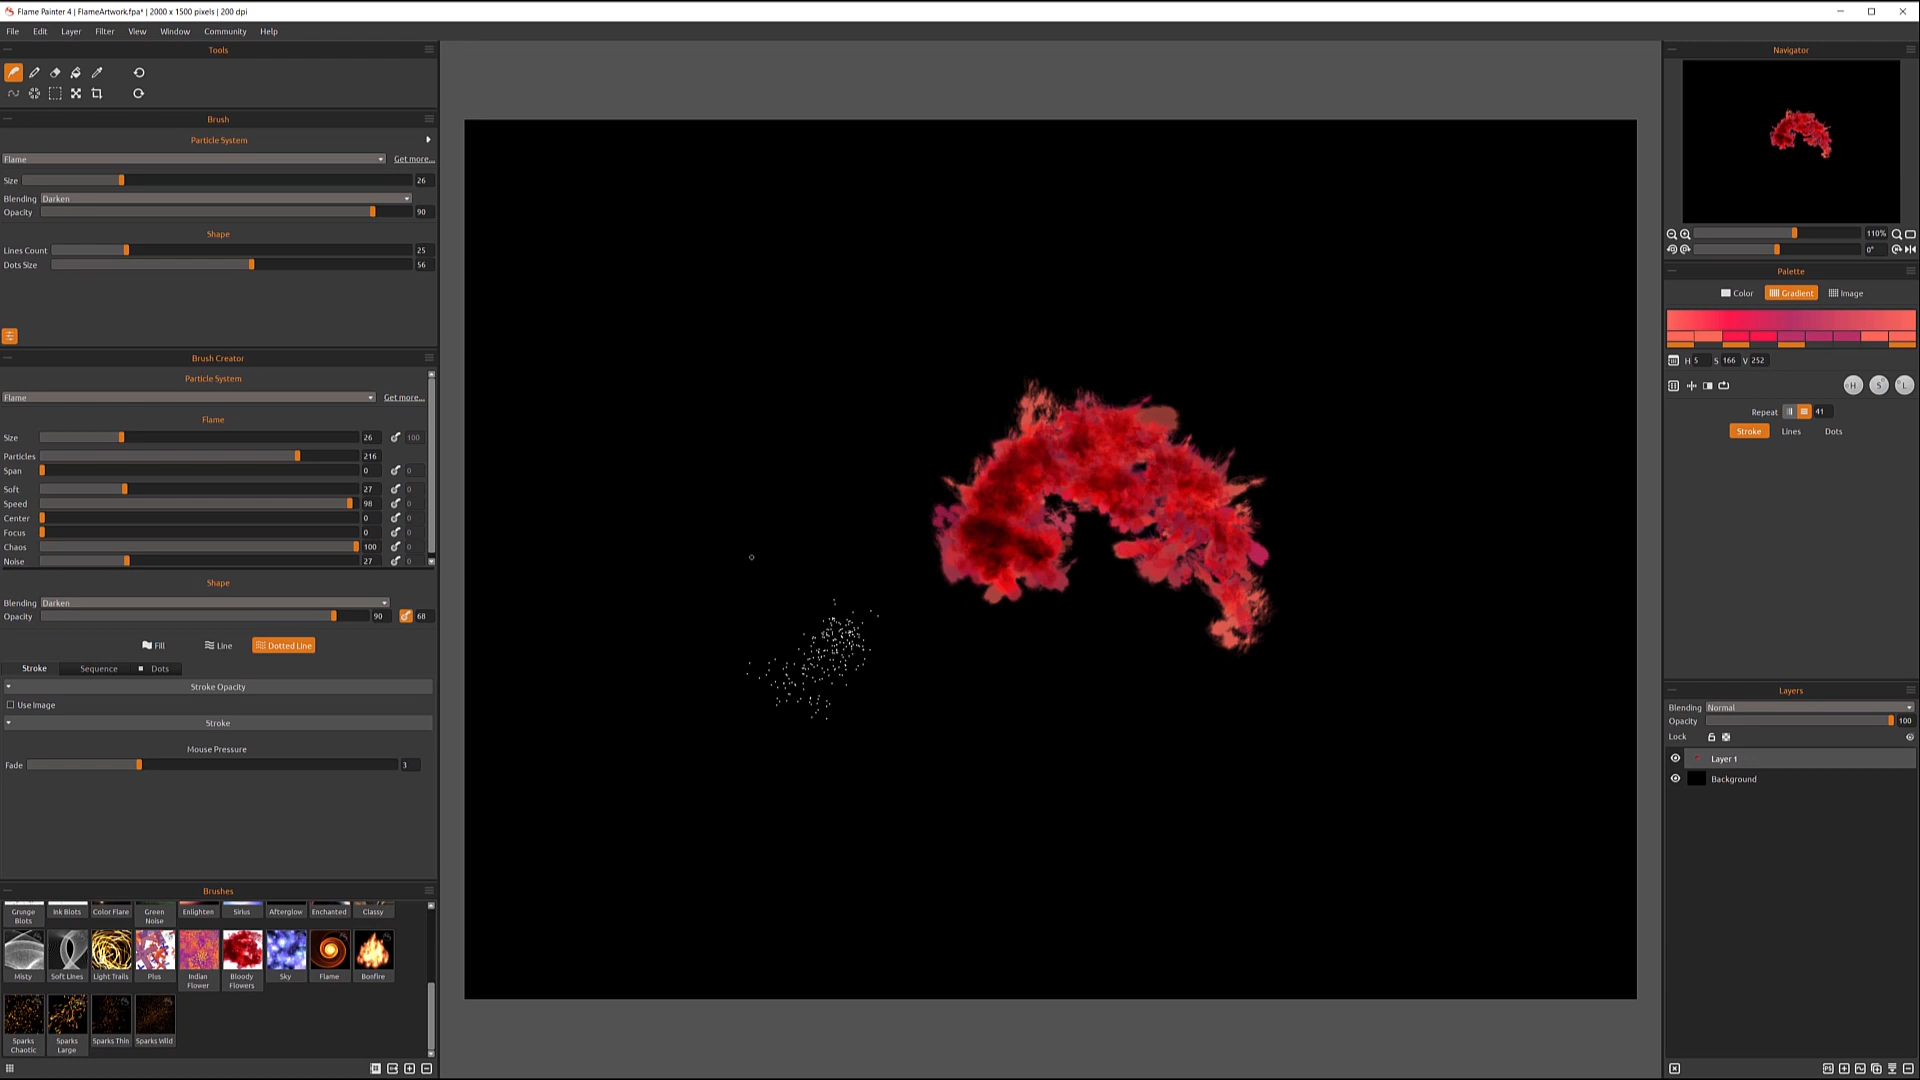 Flame Painter 4 | FlameArtwork.fpa* | 2000 x 1500 pixels | 200 dpi
File Edit Layer Filter View Window Community Help
Tools
Brush
Particle System
Flame Get more...
Size 26
Blending Darken
Opacity 90
Shape
Lines Count 25
Dots Size 56
Brush Creator
Particle System
Flame Get more...
Flame
Size 26 100
Particles 216
Span 0 0
Soft 27 0
Speed 98 0
Center 0 0
Focus 0 0
Chaos 100 0
Noise 27 0
Shape
Blending Darken
Opacity 90 68
Fill Line Dotted Line
Stroke Sequence Dots
Stroke Opacity
Use Image
Stroke
Mouse Pressure
Fade 3
Brushes
Grunge Blots Ink Blots Color Flare Green Noise Enlighten Sirius Afterglow Enchanted Classy
Misty Soft Lines Light Trails Plus Indian Flower Bloody Flowers Sky Flame Bonfire
Sparks Chaotic Sparks Large Sparks Thin Sparks Wild
Navigator
110%
0°
Palette
Color Gradient Image
H 5 S 166 V 252
H S L
Repeat 41
Stroke Lines Dots
Layers
Blending Normal
Opacity 100
Lock
Layer 1
Background
PS